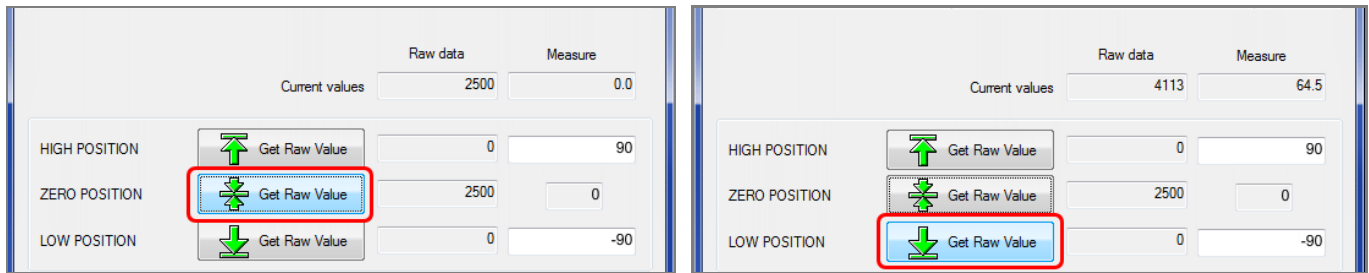 Raw data Measure
Current values 2500 0.0
HIGH POSITION Get Raw Value 0 90
ZERO POSITION Get Raw Value 2500 0
LOW POSITION Get Raw Value 0 -90
Raw data Measure
Current values 4113 64.5
HIGH POSITION Get Raw Value 0 90
ZERO POSITION Get Raw Value 2500 0
LOW POSITION Get Raw Value 0 -90